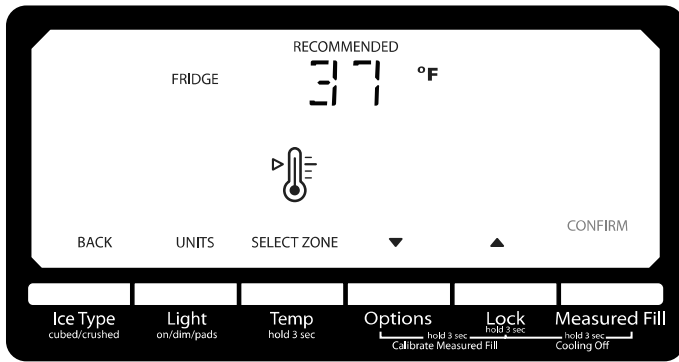 RECOMMENDED
FRIDGE 37 °F
BACK UNITS SELECT ZONE ▼ ▲ CONFIRM
Ice Type Light Temp Options Lock Measured Fill
cubed/crushed on/dim/pads hold 3 sec hold 3 sec hold 3 sec hold 3 sec
Calibrate Measured Fill Cooling Off